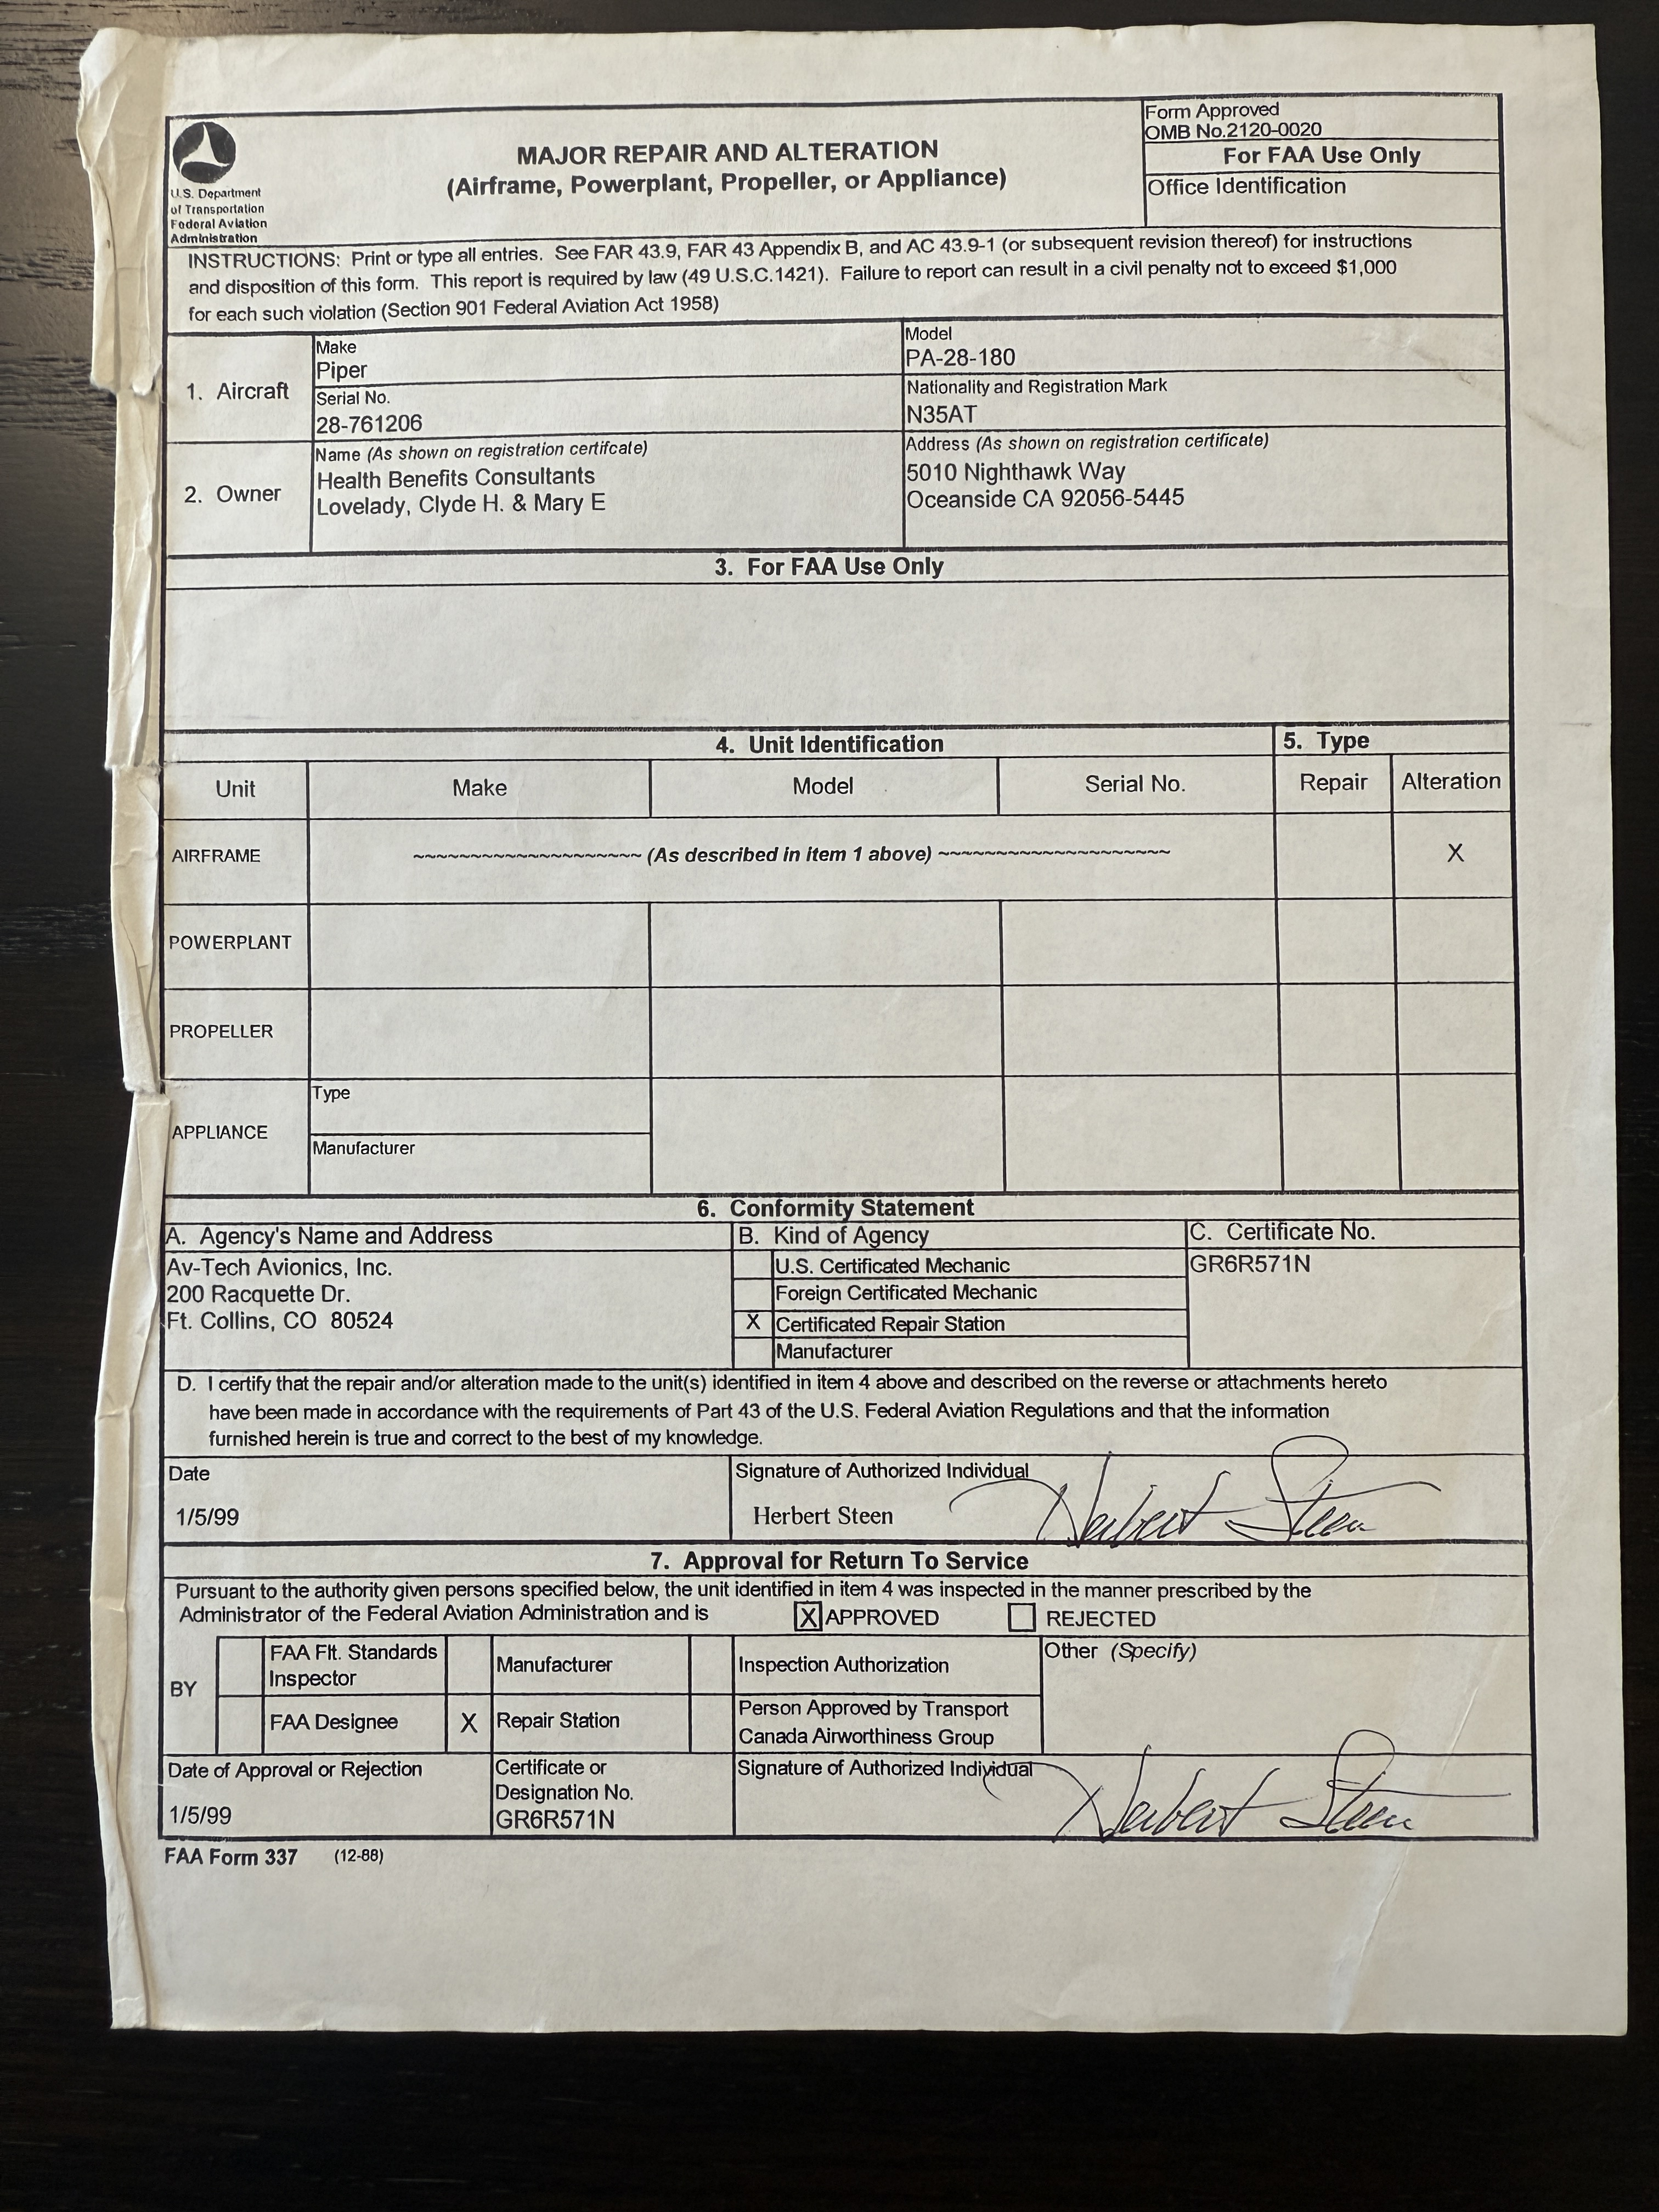 Form Approved
OMB No.2120-0020
For FAA Use Only
Office Identification
U.S. Department
of Transportation
Federal Aviation
Administration
MAJOR REPAIR AND ALTERATION
(Airframe, Powerplant, Propeller, or Appliance)
INSTRUCTIONS: Print or type all entries. See FAR 43.9, FAR 43 Appendix B, and AC 43.9-1 (or subsequent revision thereof) for instructions
and disposition of this form. This report is required by law (49 U.S.C.1421). Failure to report can result in a civil penalty not to exceed $1,000
for each such violation (Section 901 Federal Aviation Act 1958)
1. Aircraft
Make
Piper
Model
PA-28-180
Serial No.
28-761206
Nationality and Registration Mark
N35AT
2. Owner
Name (As shown on registration certifcate)
Health Benefits Consultants
Lovelady, Clyde H. & Mary E
Address (As shown on registration certificate)
5010 Nighthawk Way
Oceanside CA 92056-5445
3. For FAA Use Only
4. Unit Identification
5. Type
Unit Make Model Serial No. Repair Alteration
AIRFRAME ~~~~~~~~~~~~~~~~~~~~ (As described in item 1 above) ~~~~~~~~~~~~~~~~~~~~ X
POWERPLANT
PROPELLER
APPLIANCE
Type
Manufacturer
6. Conformity Statement
A. Agency's Name and Address
Av-Tech Avionics, Inc.
200 Racquette Dr.
Ft. Collins, CO 80524
B. Kind of Agency
U.S. Certificated Mechanic
Foreign Certificated Mechanic
X Certificated Repair Station
Manufacturer
C. Certificate No.
GR6R571N
D. I certify that the repair and/or alteration made to the unit(s) identified in item 4 above and described on the reverse or attachments hereto
have been made in accordance with the requirements of Part 43 of the U.S. Federal Aviation Regulations and that the information
furnished herein is true and correct to the best of my knowledge.
Date
1/5/99
Signature of Authorized Individual
Herbert Steen Herbert Steen
7. Approval for Return To Service
Pursuant to the authority given persons specified below, the unit identified in item 4 was inspected in the manner prescribed by the
Administrator of the Federal Aviation Administration and is X APPROVED REJECTED
BY
FAA Flt. Standards
Inspector
Manufacturer
Inspection Authorization
Other (Specify)
FAA Designee
X Repair Station
Person Approved by Transport
Canada Airworthiness Group
Date of Approval or Rejection
1/5/99
Certificate or
Designation No.
GR6R571N
Signature of Authorized Individual
Herbert Steen
FAA Form 337 (12-88)